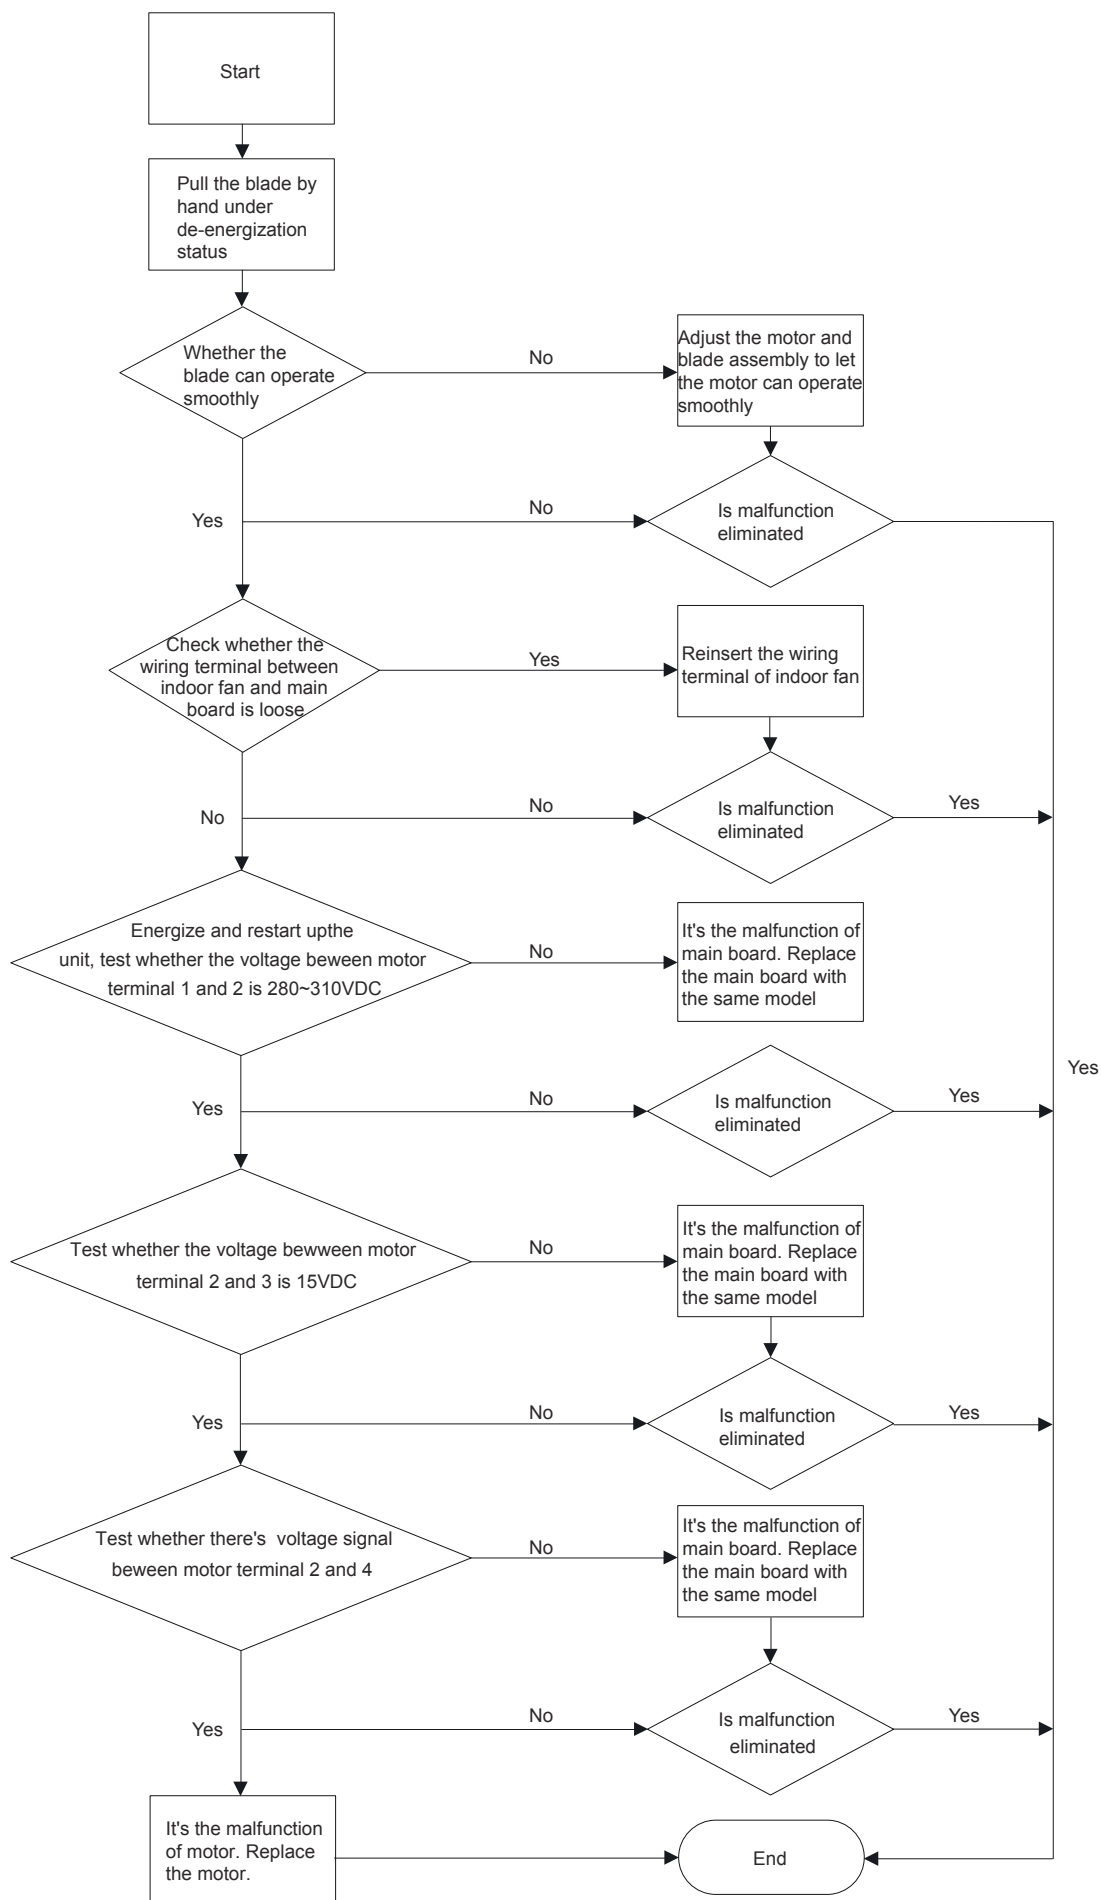 Start
Pull the blade by
hand under
de-energization
status
Whether the
blade can operate
smoothly
No
Adjust the motor and
blade assembly to let
the motor can operate
smoothly
Yes
No
Is malfunction
eliminated
Check whether the
wiring terminal between
indoor fan and main
board is loose
Yes
Reinsert the wiring
terminal of indoor fan
No
No
Is malfunction
eliminated
Yes
Energize and restart upthe
unit, test whether the voltage beween motor
terminal 1 and 2 is 280~310VDC
No
It's the malfunction of
main board. Replace
the main board with
the same model
Yes
Yes
No
Is malfunction
eliminated
Yes
Test whether the voltage bewween motor
terminal 2 and 3 is 15VDC
No
It's the malfunction of
main board. Replace
the main board with
the same model
Yes
No
Is malfunction
eliminated
Yes
Test whether there's voltage signal
beween motor terminal 2 and 4
No
It's the malfunction of
main board. Replace
the main board with
the same model
Yes
No
Is malfunction
eliminated
Yes
It's the malfunction
of motor. Replace
the motor.
End